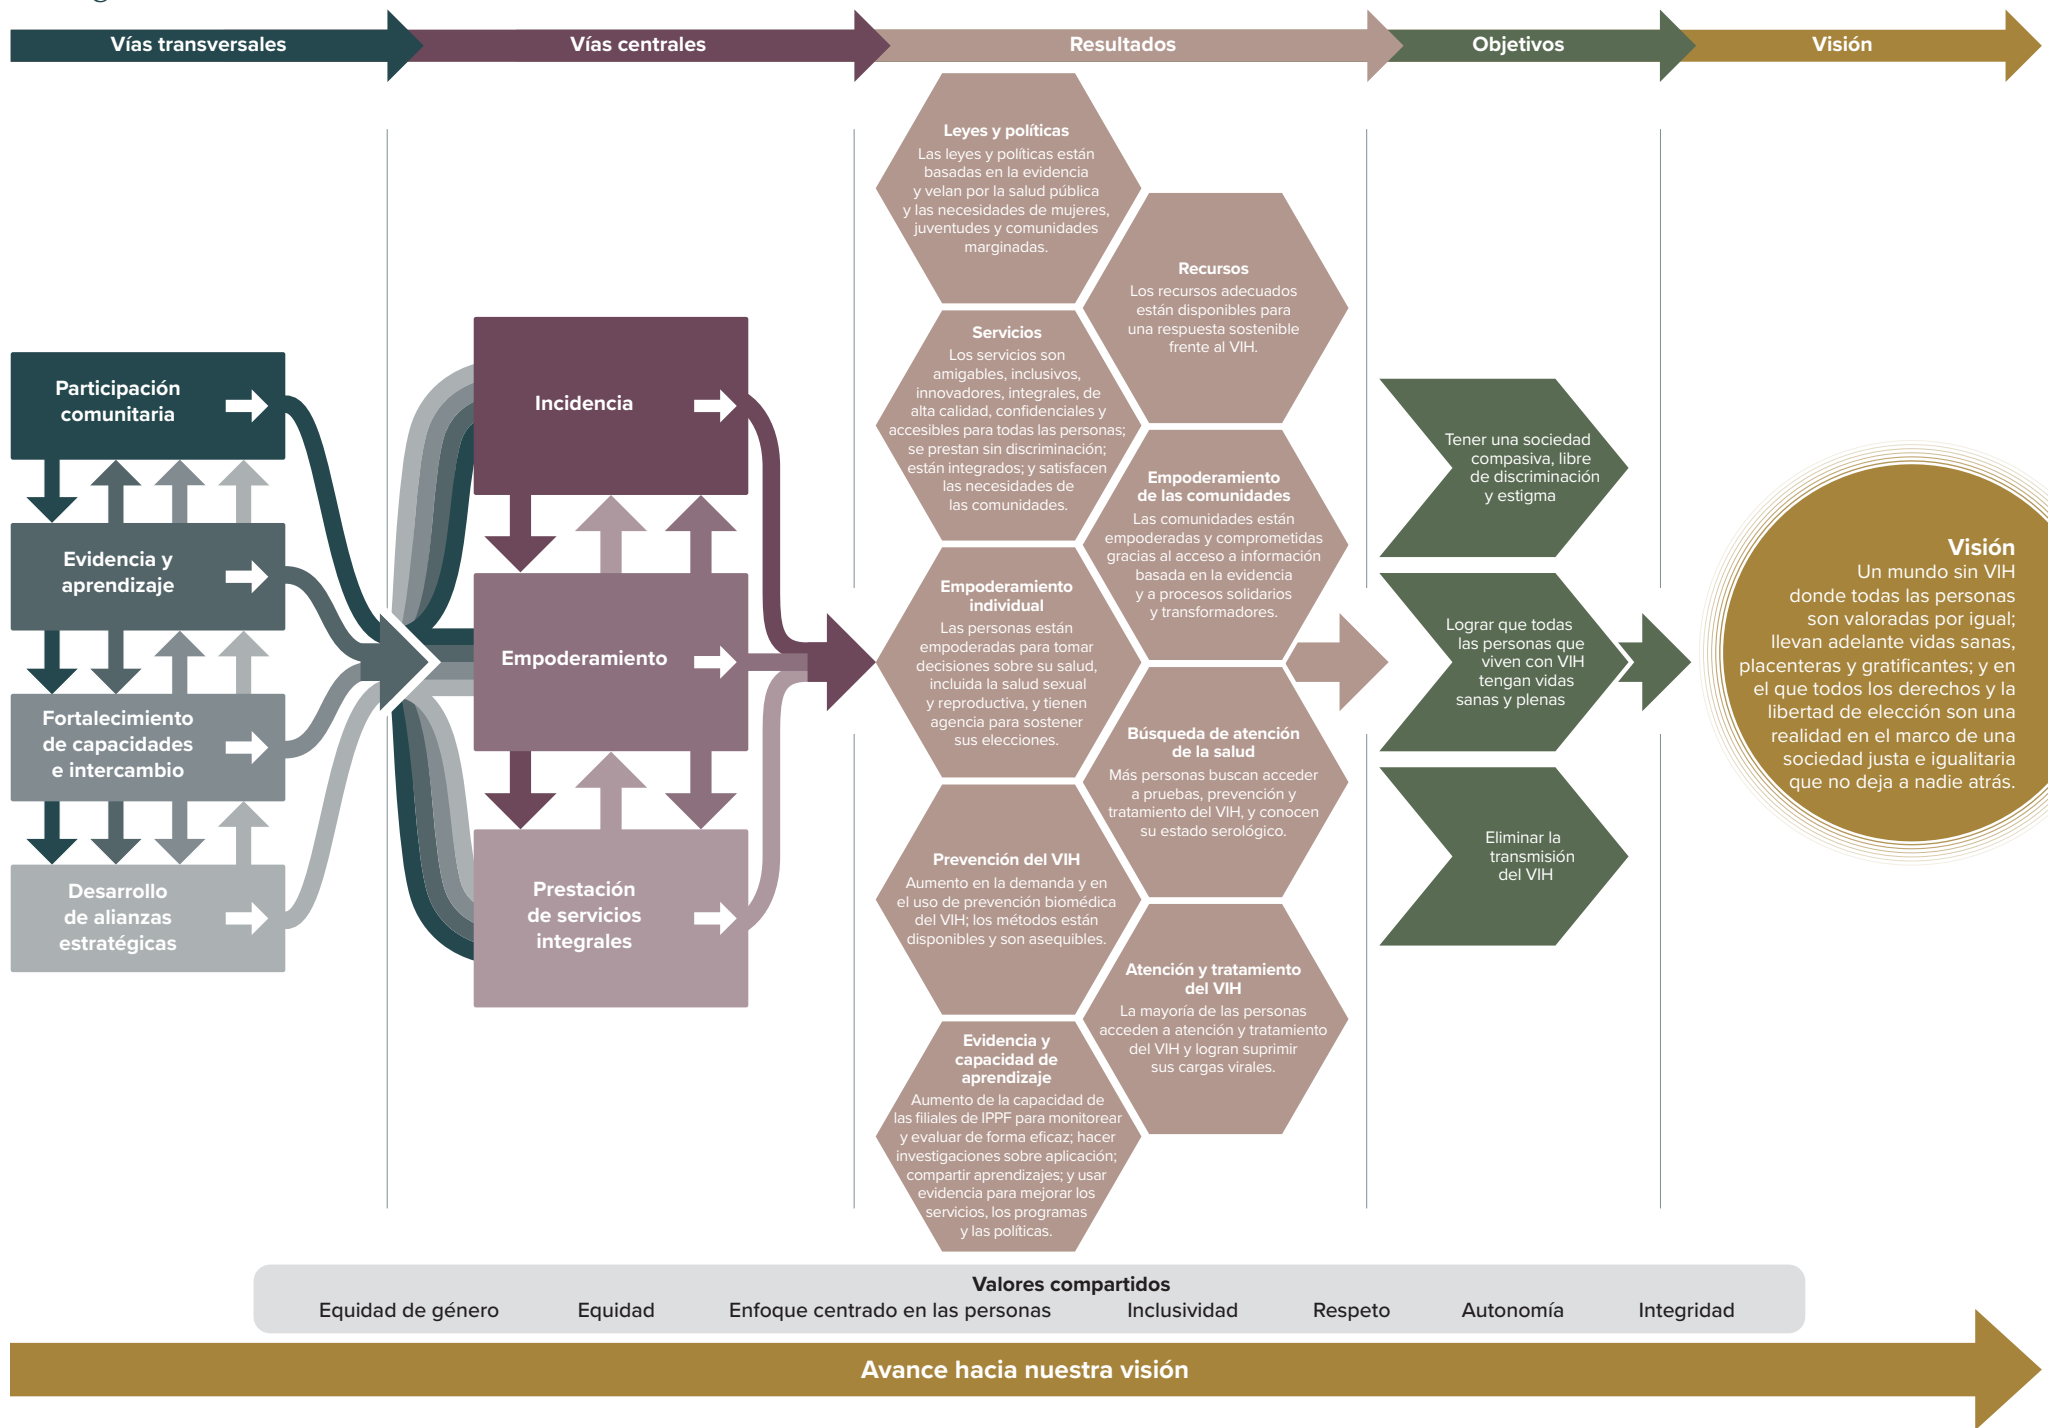 Vías transversales
Vías centrales
Resultados
Objetivos
Visión
Participación
comunitaria
Evidencia y
aprendizaje
Fortalecimiento
de capacidades
e intercambio
Desarrollo
de alianzas
estratégicas
Incidencia
Empoderamiento
Prestación
de servicios
integrales
Leyes y políticas
Las leyes y políticas están
basadas en la evidencia
y velan por la salud pública
y las necesidades de mujeres,
juventudes y comunidades
marginadas.
Recursos
Los recursos adecuados
están disponibles para
una respuesta sostenible
frente al VIH.
Servicios
Los servicios son
amigables, inclusivos,
innovadores, integrales, de
alta calidad, confidenciales y
accesibles para todas las personas;
se prestan sin discriminación;
están integrados; y satisfacen
las necesidades de
las comunidades.
Empoderamiento
de las comunidades
Las comunidades están
empoderadas y comprometidas
gracias al acceso a información
basada en la evidencia
y a procesos solidarios
y transformadores.
Empoderamiento
individual
Las personas están
empoderadas para tomar
decisiones sobre su salud,
incluida la salud sexual
y reproductiva, y tienen
agencia para sostener
sus elecciones.
Búsqueda de atención
de la salud
Más personas buscan acceder
a pruebas, prevención y
tratamiento del VIH, y conocen
su estado serológico.
Prevención del VIH
Aumento en la demanda y en
el uso de prevención biomédica
del VIH; los métodos están
disponibles y son asequibles.
Atención y tratamiento
del VIH
La mayoría de las personas
acceden a atención y tratamiento
del VIH y logran suprimir
sus cargas virales.
Evidencia y
capacidad de
aprendizaje
Aumento de la capacidad de
las filiales de IPPF para monitorear
y evaluar de forma eficaz; hacer
investigaciones sobre aplicación;
compartir aprendizajes; y usar
evidencia para mejorar los
servicios, los programas
y las políticas.
Tener una sociedad
compasiva, libre
de discriminación
y estigma
Lograr que todas
las personas que
viven con VIH
tengan vidas
sanas y plenas
Eliminar la
transmisión
del VIH
Visión
Un mundo sin VIH
donde todas las personas
son valoradas por igual;
llevan adelante vidas sanas,
placenteras y gratificantes; y en
el que todos los derechos y la
libertad de elección son una
realidad en el marco de una
sociedad justa e igualitaria
que no deja a nadie atrás.
Valores compartidos
Equidad de género Equidad Enfoque centrado en las personas Inclusividad Respeto Autonomía Integridad
Avance hacia nuestra visión